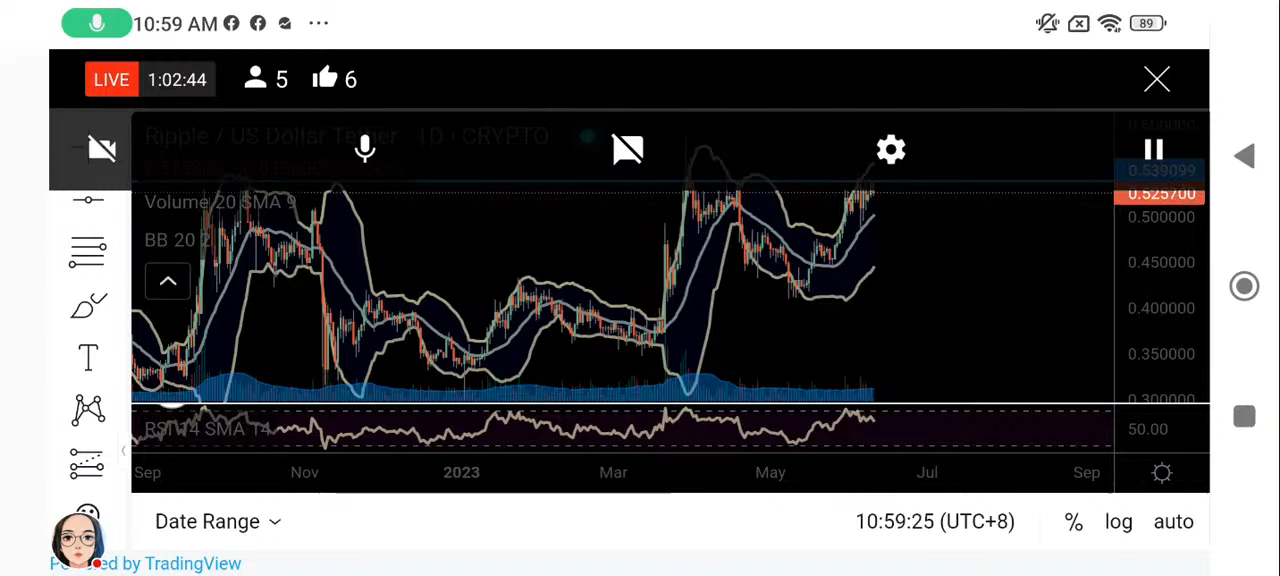 10:59 AM ...
89
LIVE 1:02:44 5 6
Ripple / US Dollar Tether 1D · CRYPTO
0.600000
0.539099
0.525700
Volume 20 SMA 9
0.500000
BB 20 2
0.450000
0.400000
0.350000
0.300000
RSI 14 SMA 14
50.00
Sep Nov 2023 Mar May Jul Sep
Date Range
10:59:25 (UTC+8) % log auto
ed by TradingView